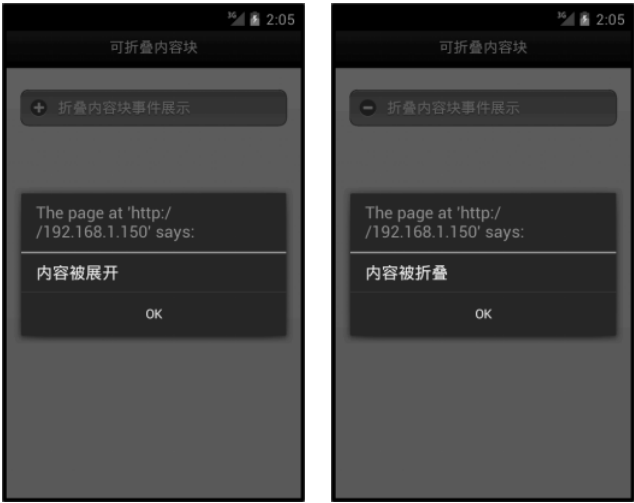 3G 2:05
可折叠内容块
折叠内容块事件展示
The page at 'http:/
/192.168.1.150' says:
内容被展开
OK
3G 2:05
可折叠内容块
折叠内容块事件展示
The page at 'http:/
/192.168.1.150' says:
内容被折叠
OK